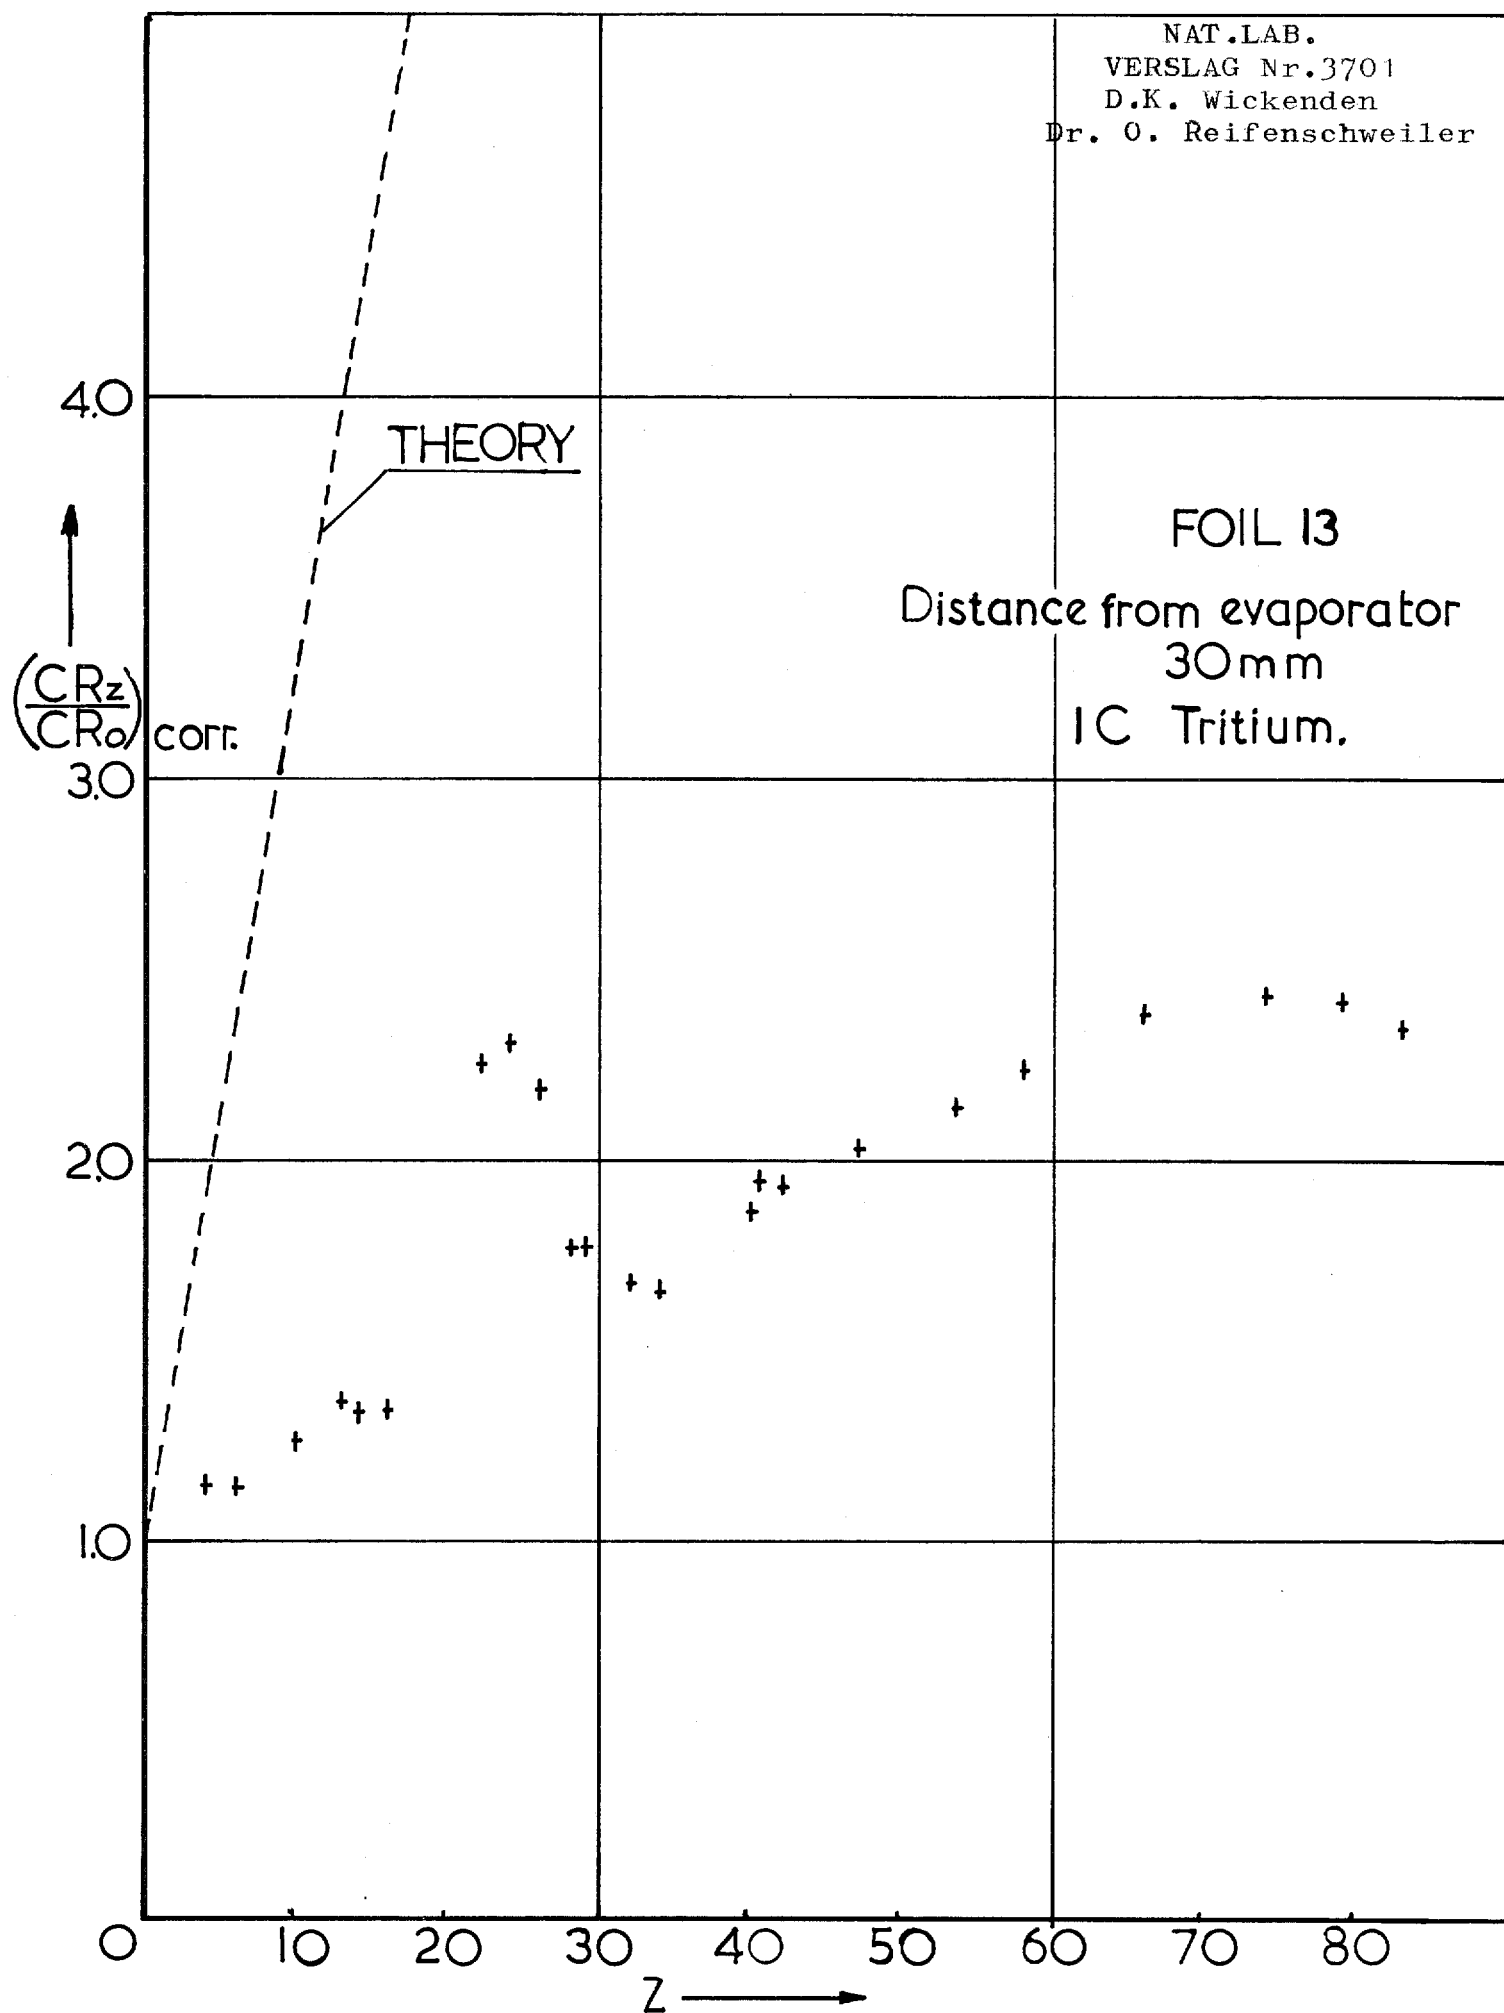 NAT.LAB.
VERSLAG Nr.3701
D.K. Wickenden
Dr. O. Reifenschweiler
4.0
THEORY
FOIL 13
Distance from evaporator
30mm
1C Tritium.
(CRz/CRo) corr.
3.0
2.0
1.0
0 10 20 30 40 50 60 70 80
Z